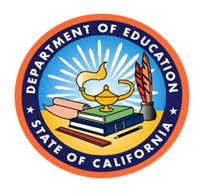 DEPARTMENT OF EDUCATION
STATE OF CALIFORNIA